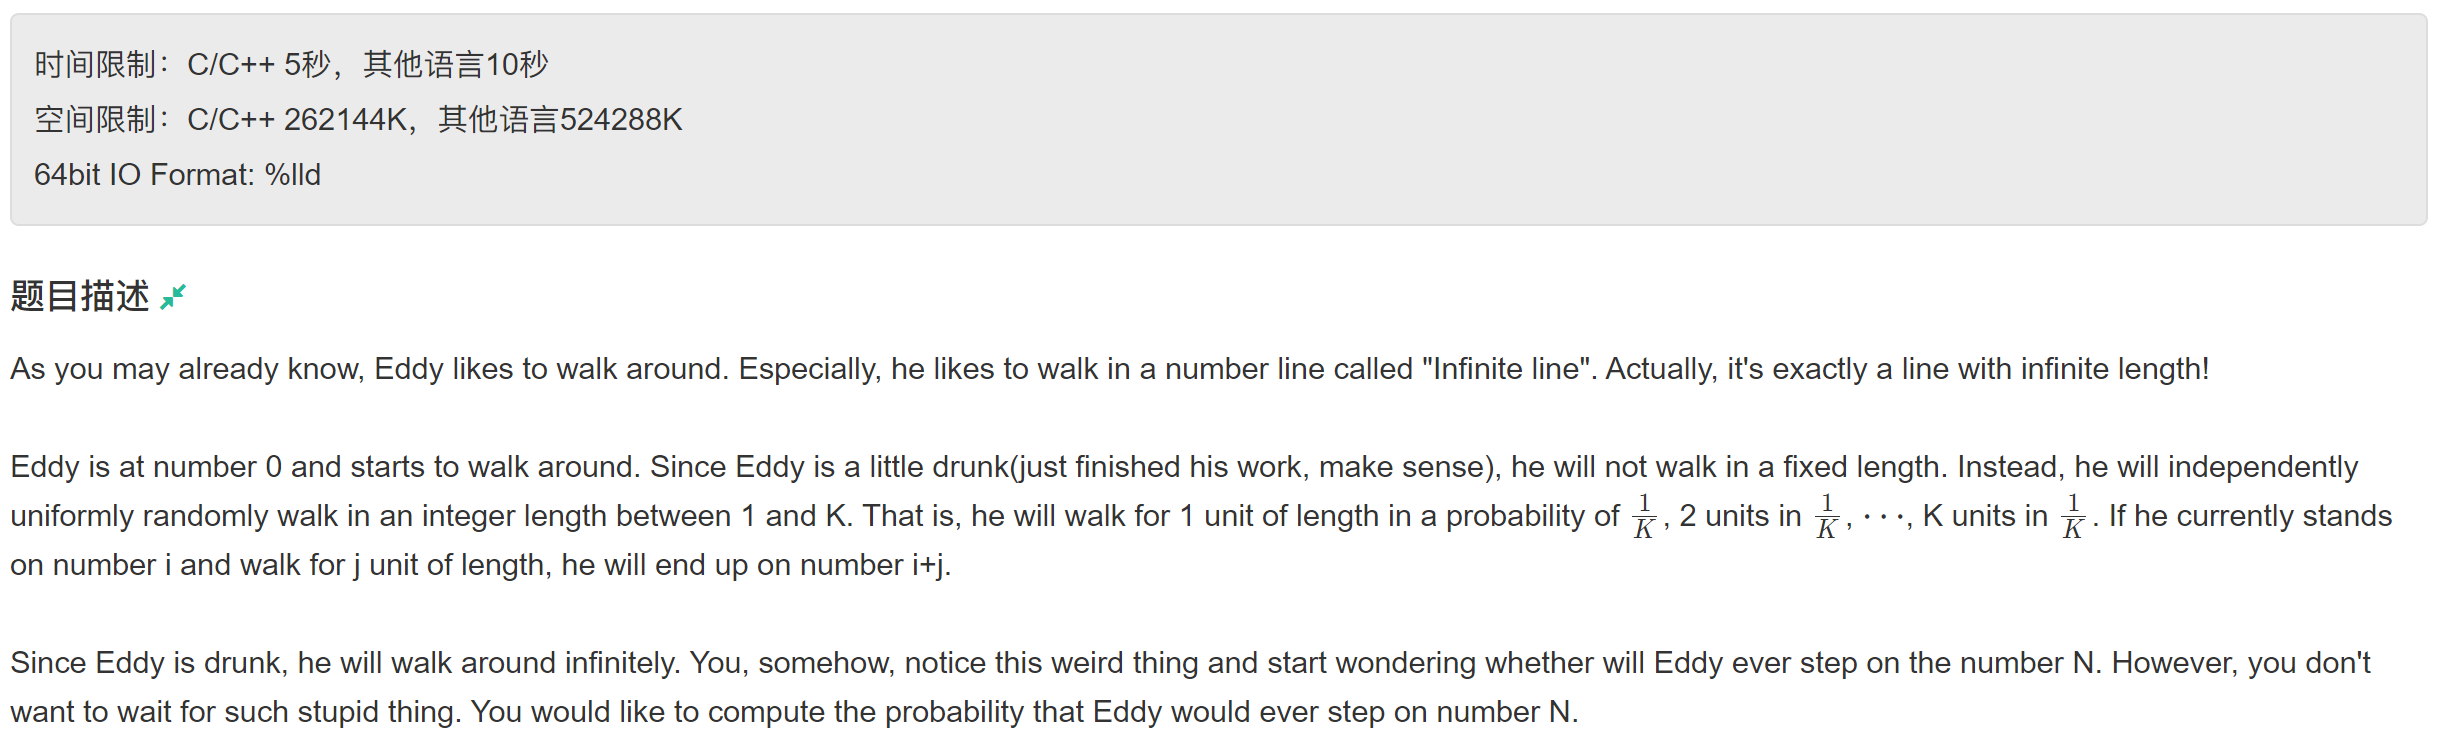 时间限制：C/C++ 5秒，其他语言10秒
空间限制：C/C++ 262144K，其他语言524288K
64bit IO Format: %lld
题目描述
As you may already know, Eddy likes to walk around. Especially, he likes to walk in a number line called "Infinite line". Actually, it's exactly a line with infinite length!
Eddy is at number 0 and starts to walk around. Since Eddy is a little drunk(just finished his work, make sense), he will not walk in a fixed length. Instead, he will independently
uniformly randomly walk in an integer length between 1 and K. That is, he will walk for 1 unit of length in a probability of 1/K, 2 units in 1/K, ⋯, K units in 1/K. If he currently stands
on number i and walk for j unit of length, he will end up on number i+j.
Since Eddy is drunk, he will walk around infinitely. You, somehow, notice this weird thing and start wondering whether will Eddy ever step on the number N. However, you don't
want to wait for such stupid thing. You would like to compute the probability that Eddy would ever step on number N.